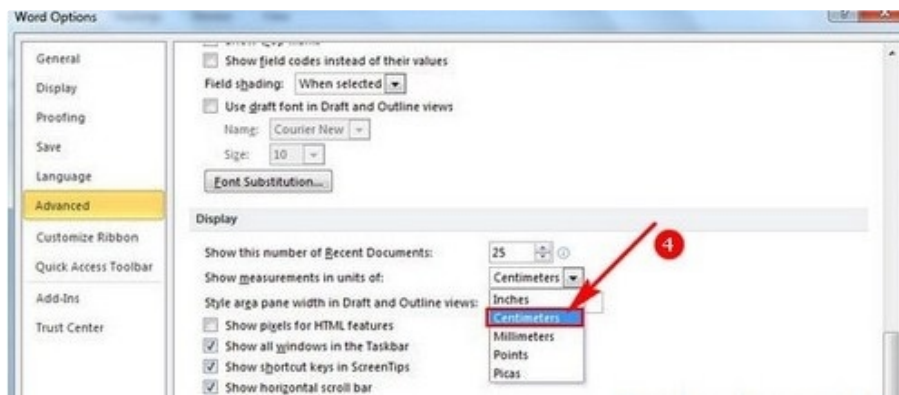 Word Options
General
Display
Proofing
Save
Language
Advanced
Customize Ribbon
Quick Access Toolbar
Add-Ins
Trust Center
Show field codes instead of their values
Field shading: When selected
Use draft font in Draft and Outline views
Name: Courier New
Size: 10
Font Substitution...
Display
Show this number of Recent Documents: 25
Show measurements in units of: Centimeters
Style area pane width in Draft and Outline views:
Inches
Centimeters
Millimeters
Points
Picas
4
Show pixels for HTML features
Show all windows in the Taskbar
Show shortcut keys in ScreenTips
Show horizontal scroll bar